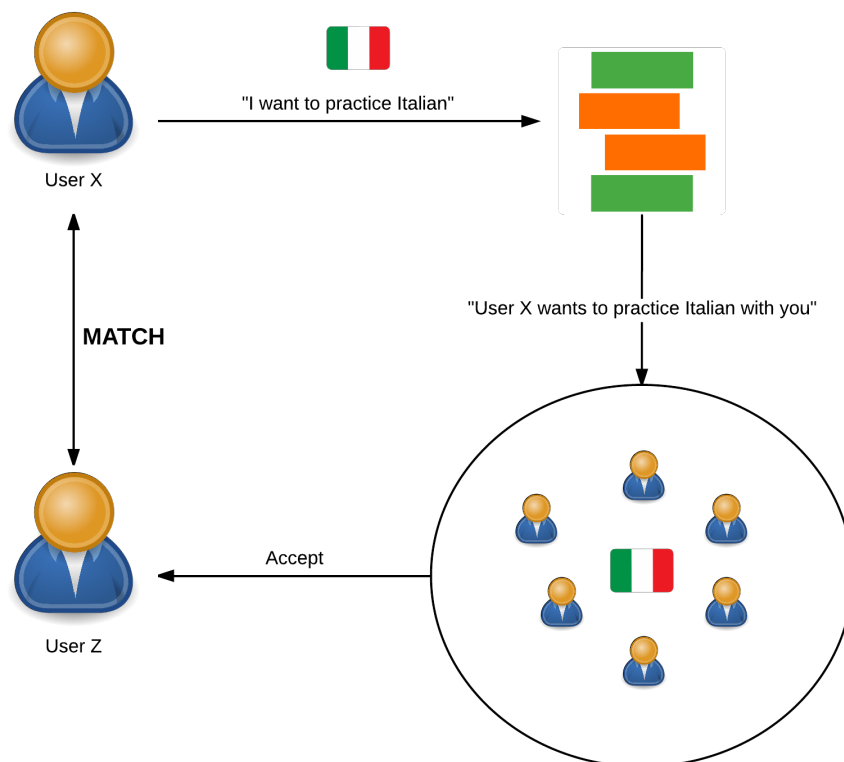 "I want to practice Italian"
User X
"User X wants to practice Italian with you"
MATCH
Accept
User Z